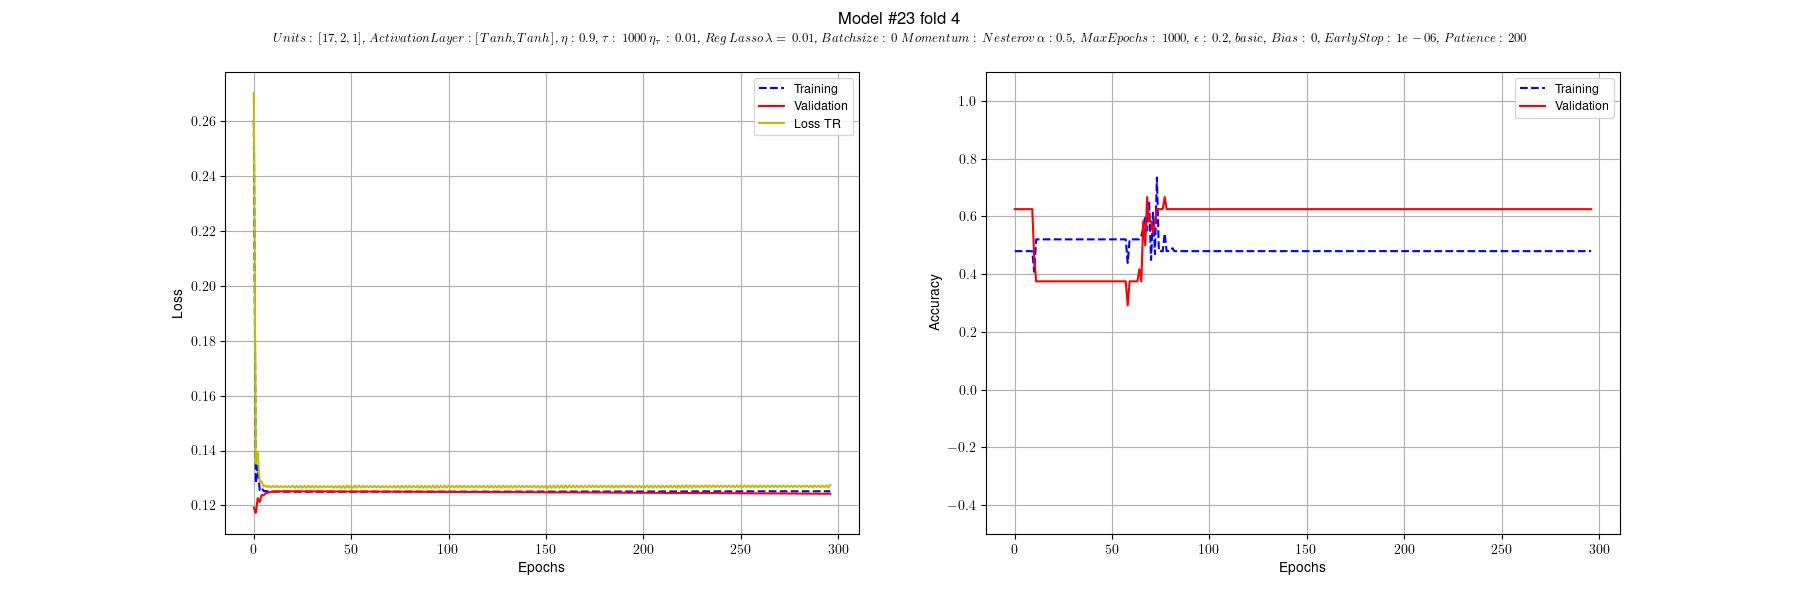 Model #23 fold 4
Units : [17, 2, 1], ActivationLayer : [Tanh, Tanh], η : 0.9, τ : 1000 η_τ : 0.01, Reg Lasso λ = 0.01, Batchsize : 0 Momentum : Nesterov α : 0.5, MaxEpochs : 1000, ϵ : 0.2, basic, Bias : 0, EarlyStop : 1e − 06, Patience : 200
Training
Validation
Loss TR
0.26
0.24
0.22
0.20
0.18
0.16
0.14
0.12
Loss
0 50 100 150 200 250 300
Epochs
Training
Validation
1.0
0.8
0.6
0.4
0.2
0.0
−0.2
−0.4
Accuracy
0 50 100 150 200 250 300
Epochs